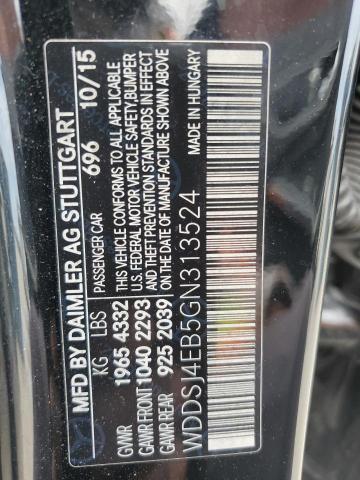 MFD BY DAIMLER AG STUTTGART
696 10/15
KG LBS PASSENGER CAR
GVWR 1965 4332
GAWR FRONT 1040 2293
GAWR REAR 925 2039
THIS VEHICLE CONFORMS TO ALL APPLICABLE
U.S. FEDERAL MOTOR VEHICLE SAFETY,BUMPER
AND THEFT PREVENTION STANDARDS IN EFFECT
ON THE DATE OF MANUFACTURE SHOWN ABOVE
WDDSJ4EB5GN313524
MADE IN HUNGARY